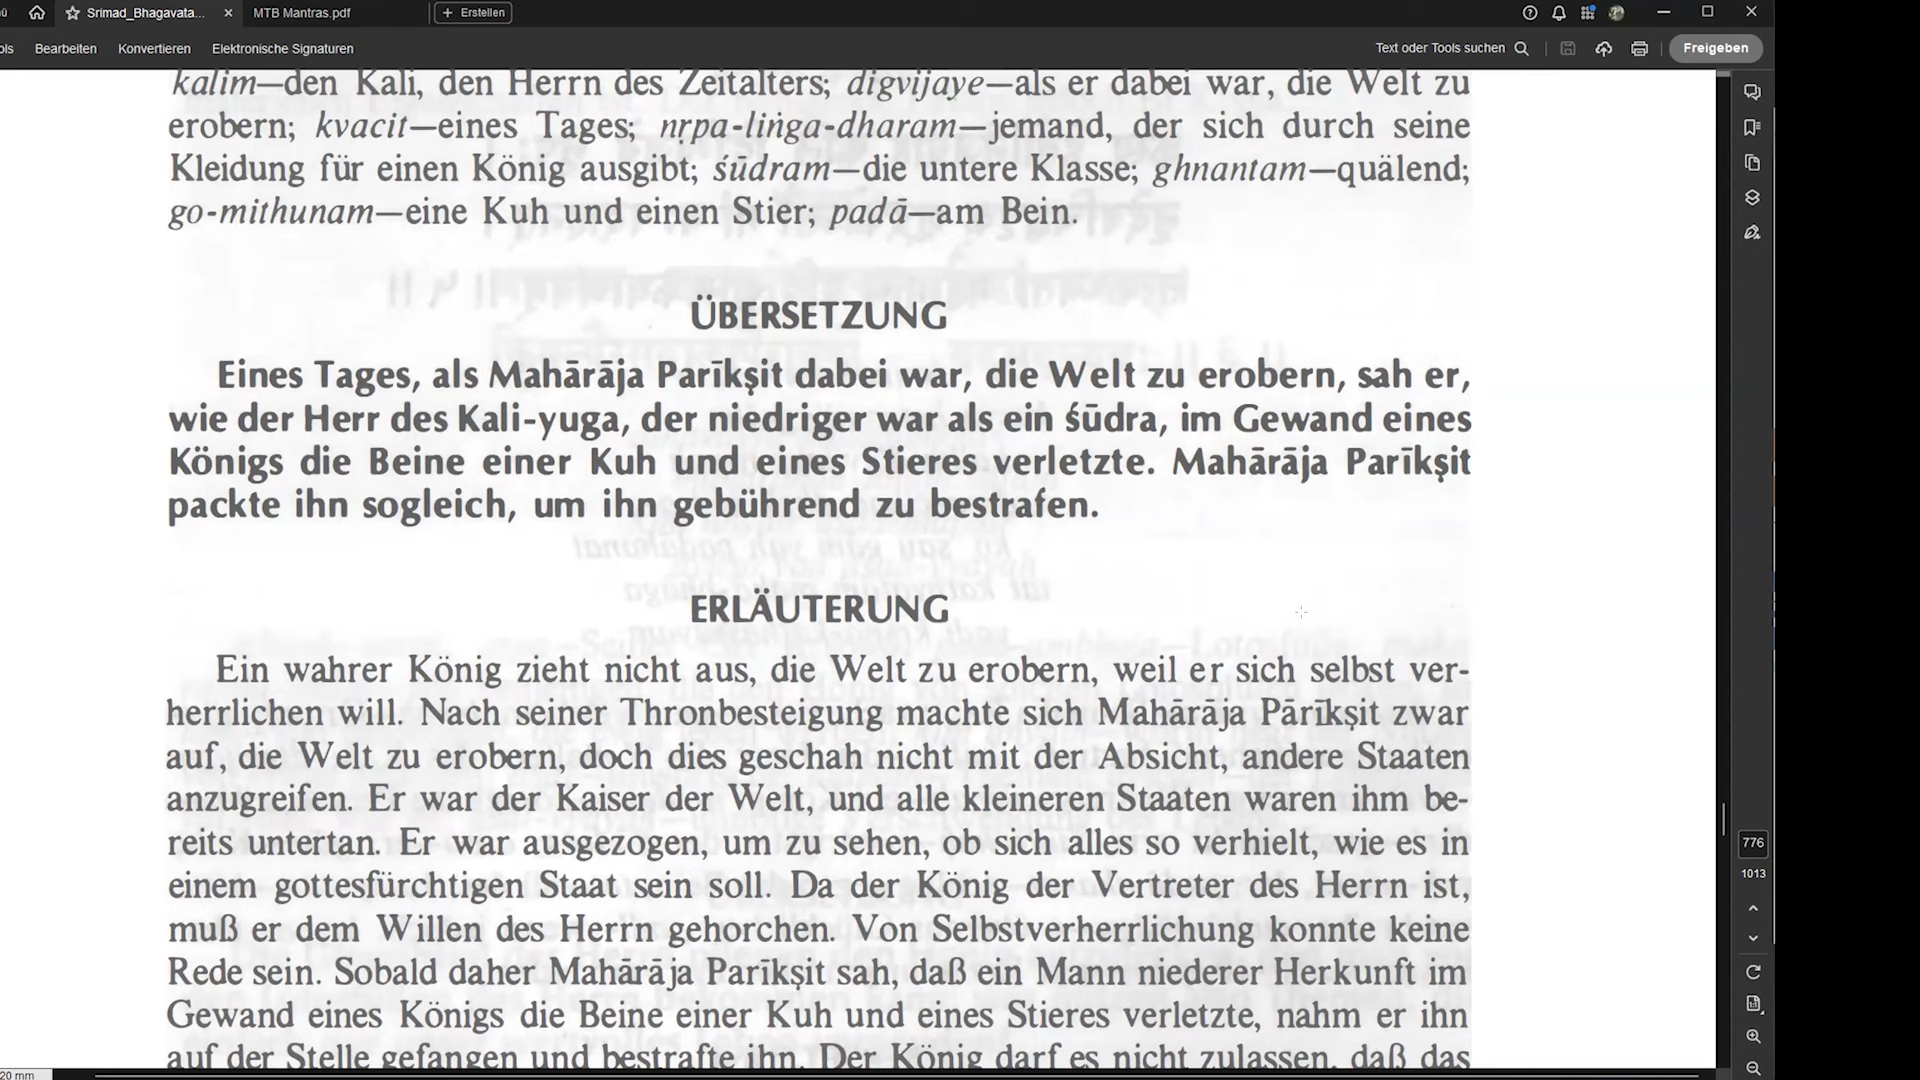 Srimad_Bhagavata... × MTB Mantras.pdf + Erstellen
Bearbeiten Konvertieren Elektronische Signaturen Text oder Tools suchen Freigeben
kalim—den Kali, den Herrn des Zeitalters; digvijaye—als er dabei war, die Welt zu
erobern; kvacit—eines Tages; nṛpa-liṅga-dharam—jemand, der sich durch seine
Kleidung für einen König ausgibt; śūdram—die untere Klasse; ghnantam—quälend;
go-mithunam—eine Kuh und einen Stier; padā—am Bein.
ÜBERSETZUNG
Eines Tages, als Mahārāja Parīkṣit dabei war, die Welt zu erobern, sah er,
wie der Herr des Kali-yuga, der niedriger war als ein śūdra, im Gewand eines
Königs die Beine einer Kuh und eines Stieres verletzte. Mahārāja Parīkṣit
packte ihn sogleich, um ihn gebührend zu bestrafen.
ERLÄUTERUNG
Ein wahrer König zieht nicht aus, die Welt zu erobern, weil er sich selbst ver-
herrlichen will. Nach seiner Thronbesteigung machte sich Mahārāja Pārīkṣit zwar
auf, die Welt zu erobern, doch dies geschah nicht mit der Absicht, andere Staaten
anzugreifen. Er war der Kaiser der Welt, und alle kleineren Staaten waren ihm be-
reits untertan. Er war ausgezogen, um zu sehen, ob sich alles so verhielt, wie es in
einem gottesfürchtigen Staat sein soll. Da der König der Vertreter des Herrn ist,
muß er dem Willen des Herrn gehorchen. Von Selbstverherrlichung konnte keine
Rede sein. Sobald daher Mahārāja Parīkṣit sah, daß ein Mann niederer Herkunft im
Gewand eines Königs die Beine einer Kuh und eines Stieres verletzte, nahm er ihn
auf der Stelle gefangen und bestrafte ihn. Der König darf es nicht zulassen, daß das
776
1013
20 mm